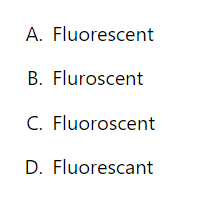 A. Fluorescent
B. Fluroscent
C. Fluoroscent
D. Fluorescant